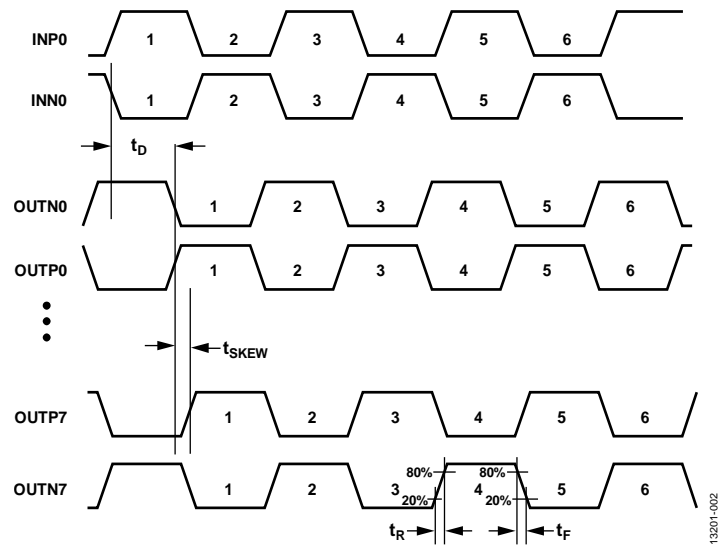 INP0 1 2 3 4 5 6
INN0 1 2 3 4 5 6
tD
OUTN0 1 2 3 4 5 6
OUTP0 1 2 3 4 5 6
tSKEW
OUTP7 1 2 3 4 5 6
OUTN7 1 2 3 80% 20% 4 80% 20% 5 6
tR tF
13201-002